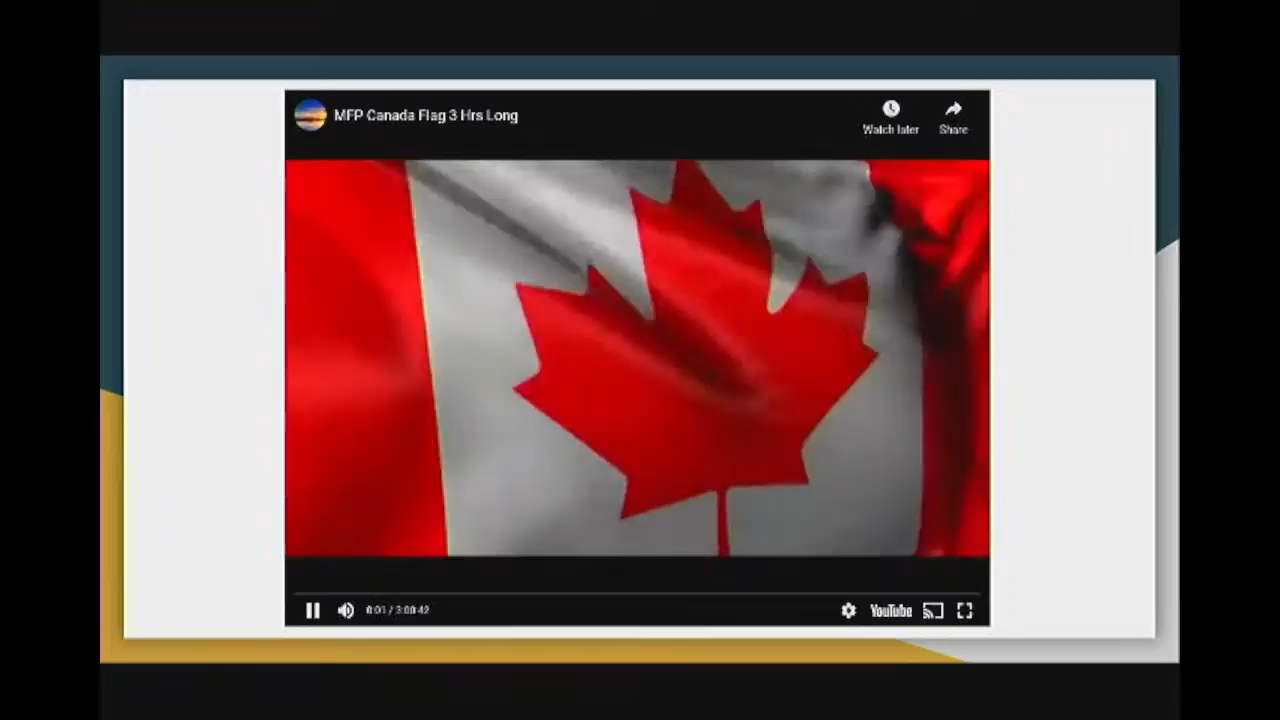 MFP Canada Flag 3 Hrs Long
Watch later
Share
0:01 / 3:00:42
YouTube